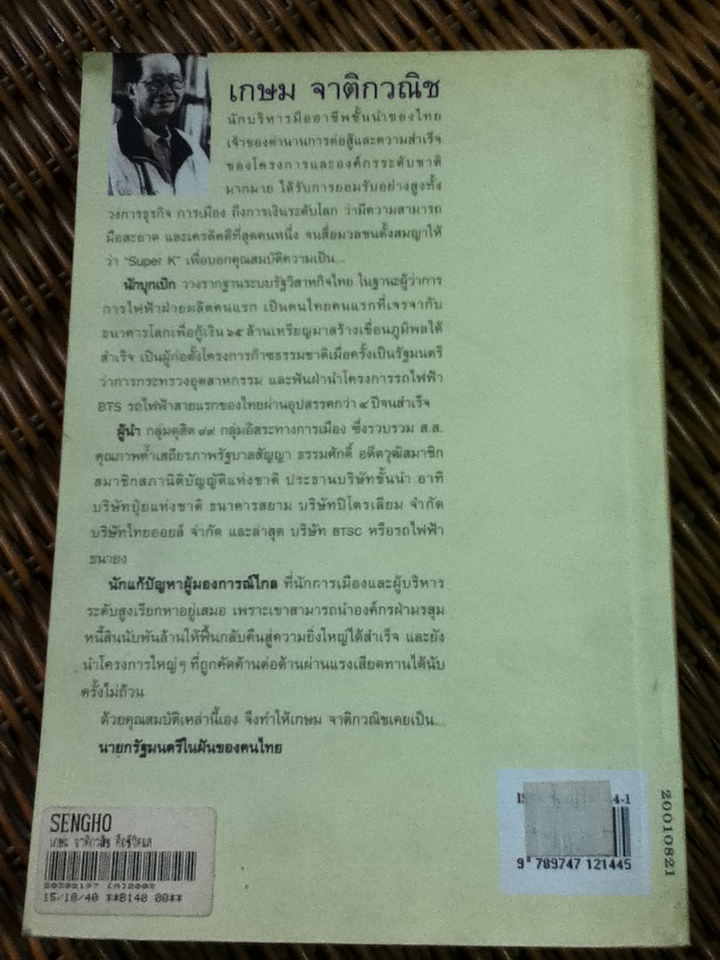 เกษม จาติกวณิช
นักบริหารมืออาชีพชั้นนำของไทย
เจ้าของตำนานการต่อสู้และความสำเร็จ
ของโครงการและองค์กรระดับชาติ
มากมาย ได้รับการยอมรับอย่างสูงทั้ง
วงการธุรกิจ การเมือง ถึงการเงินระดับโลก ว่ามีความสามารถ
มือสะอาด และเครดิตดีที่สุดคนหนึ่ง จนสื่อมวลชนตั้งสมญาให้
ว่า "Super K" เพื่อบอกคุณสมบัติความเป็น...
นักบุกเบิก วางรากฐานระบบรัฐวิสาหกิจไทย ในฐานะผู้ว่าการ
การไฟฟ้าฝ่ายผลิตคนแรก เป็นคนไทยคนแรกที่เจรจากับ
ธนาคารโลกเพื่อกู้เงิน ๖๕ ล้านเหรียญมาสร้างเขื่อนภูมิพลได้
สำเร็จ เป็นผู้ก่อตั้งโครงการก๊าซธรรมชาติเมื่อครั้งเป็นรัฐมนตรี
ว่าการกระทรวงอุตสาหกรรม และฟันฝ่านำโครงการรถไฟฟ้า
BTS รถไฟฟ้าสายแรกของไทยผ่านอุปสรรคกว่า ๔ ปีจนสำเร็จ
ผู้นำ กลุ่มดุสิต ๙๙ กลุ่มอิสระทางการเมือง ซึ่งรวบรวม ส.ส.
คุณภาพค้ำเสถียรภาพรัฐบาลสัญญา ธรรมศักดิ์ อดีตวุฒิสมาชิก
สมาชิกสภานิติบัญญัติแห่งชาติ ประธานบริษัทชั้นนำ อาทิ
บริษัทปุ๋ยแห่งชาติ ธนาคารสยาม บริษัทปิโตรเลียม จำกัด
บริษัทไทยออยล์ จำกัด และล่าสุด บริษัท BTSC หรือรถไฟฟ้า
ธนายง
นักแก้ปัญหาผู้มองการณ์ไกล ที่นักการเมืองและผู้บริหาร
ระดับสูงเรียกหาอยู่เสมอ เพราะเขาสามารถนำองค์กรฝ่ามรสุม
หนี้สินนับพันล้านให้ฟื้นกลับคืนสู่ความยิ่งใหญ่ได้สำเร็จ และยัง
นำโครงการใหญ่ๆ ที่ถูกคัดค้านต่อต้านผ่านแรงเสียดทานได้นับ
ครั้งไม่ถ้วน
ด้วยคุณสมบัติเหล่านี้เอง จึงทำให้เกษม จาติกวณิชเคยเป็น...
นายกรัฐมนตรีในฝันของคนไทย
4-1
9 789747 121445
20010821
SENGHO
เกษม จาติกวณิช คือชีวิต
15/10/40 **B140.00**